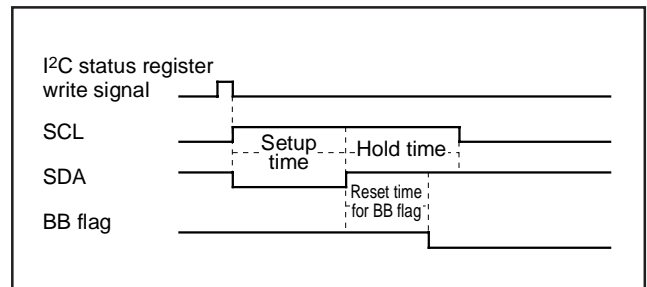 I2C status register
write signal
SCL
Setup
time
Hold time
SDA
Reset time
for BB flag
BB flag